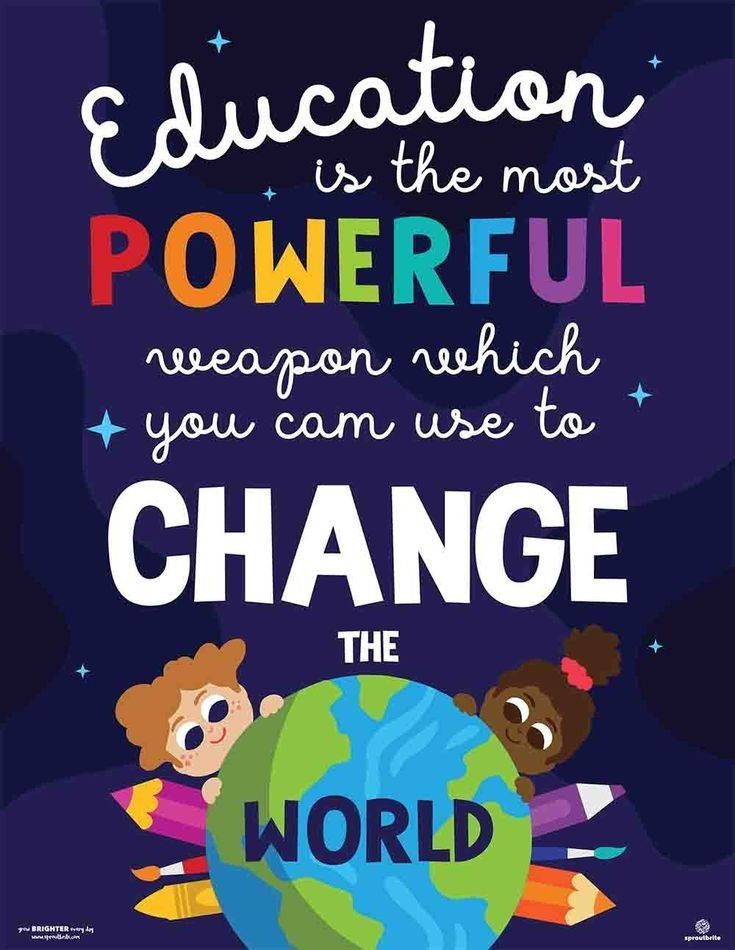 Education
is the most
POWERFUL
weapon which
you cam use to
CHANGE
THE
WORLD
grow BRIGHTER every day
www.sproutbrite.com
sproutbrite